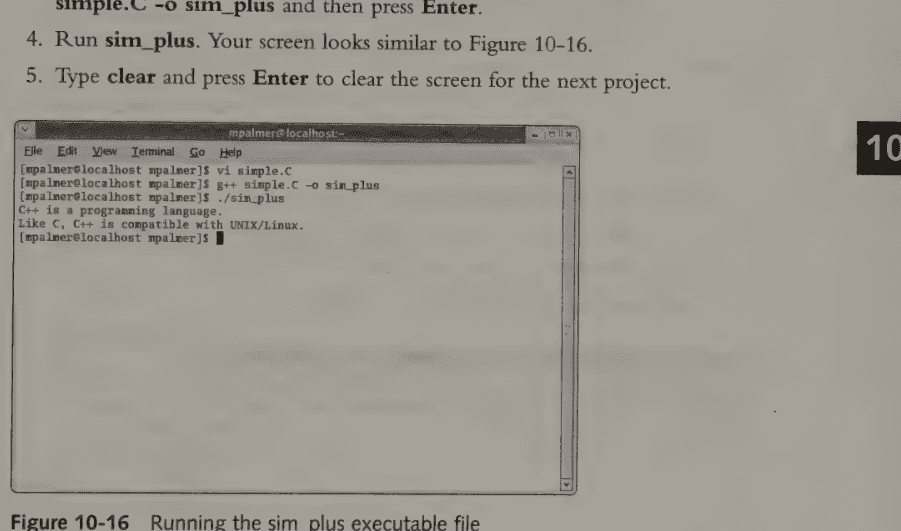 simple.C -o sim_plus and then press Enter.
4. Run sim_plus. Your screen looks similar to Figure 10-16.
5. Type clear and press Enter to clear the screen for the next project.
10
mpalmer@localhost:~
File Edit View Terminal Go Help
[mpalmer@localhost mpalmer]$ vi simple.C
[mpalmer@localhost mpalmer]$ g++ simple.C -o sim_plus
[mpalmer@localhost mpalmer]$ ./sim_plus
C++ is a programming language.
Like C, C++ is compatible with UNIX/Linux.
[mpalmer@localhost mpalmer]$
Figure 10-16 Running the sim_plus executable file